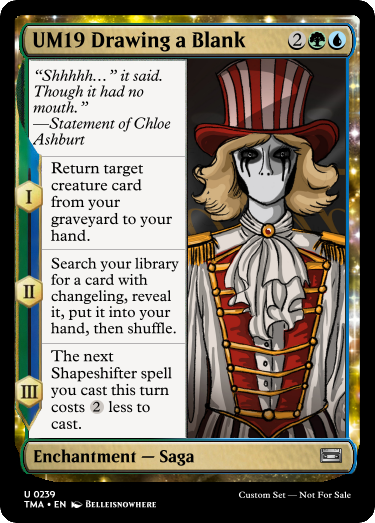 UM19 Drawing a Blank 2
“Shhhhh…” it said.
Though it had no
mouth.”
—Statement of Chloe
Ashburt
I
Return target
creature card
from your
graveyard to your
hand.
II
Search your library
for a card with
changeling, reveal
it, put it into your
hand, then shuffle.
III
The next
Shapeshifter spell
you cast this turn
costs 2 less to
cast.
Enchantment — Saga
U 0239
TMA • EN Belleisnowhere
Custom Set — Not For Sale